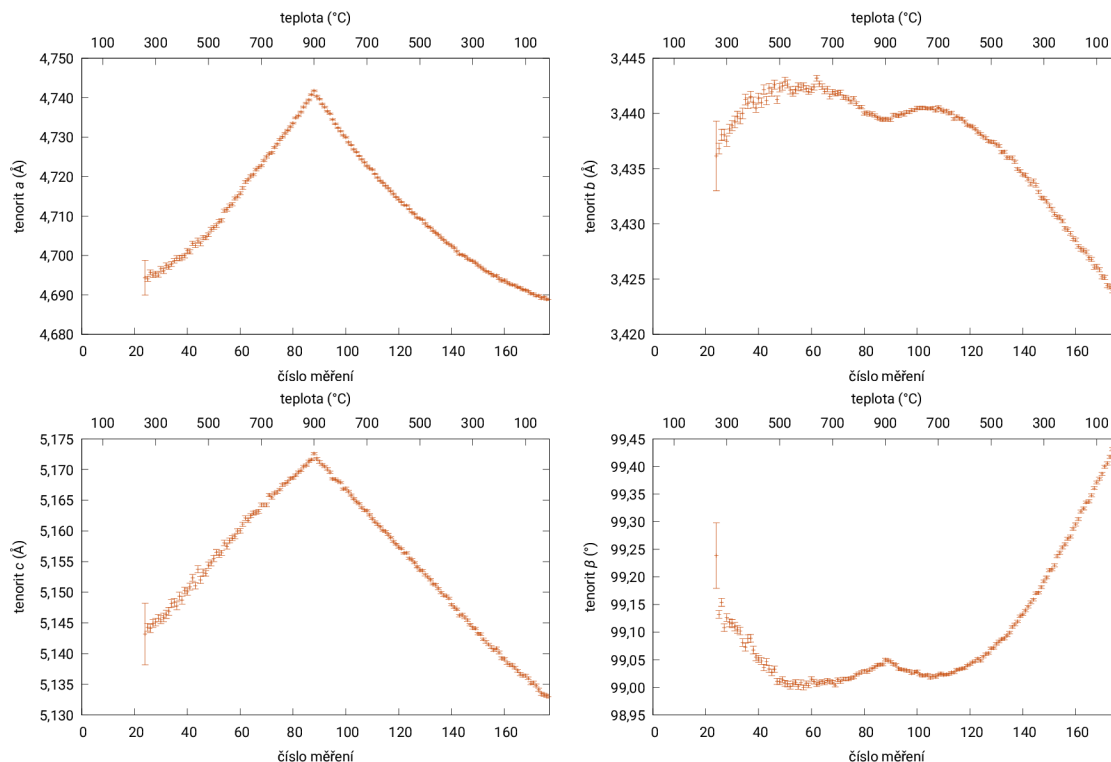 teplota (°C)
100 300 500 700 900 700 500 300 100
4,750
4,740
4,730
4,720
4,710
4,700
4,690
4,680
tenorit a (Å)
0 20 40 60 80 100 120 140 160
číslo měření
teplota (°C)
100 300 500 700 900 700 500 300 100
3,445
3,440
3,435
3,430
3,425
3,420
tenorit b (Å)
0 20 40 60 80 100 120 140 160
číslo měření
teplota (°C)
100 300 500 700 900 700 500 300 100
5,175
5,170
5,165
5,160
5,155
5,150
5,145
5,140
5,135
5,130
tenorit c (Å)
0 20 40 60 80 100 120 140 160
číslo měření
teplota (°C)
100 300 500 700 900 700 500 300 100
99,45
99,40
99,35
99,30
99,25
99,20
99,15
99,10
99,05
99,00
98,95
tenorit β (°)
0 20 40 60 80 100 120 140 160
číslo měření